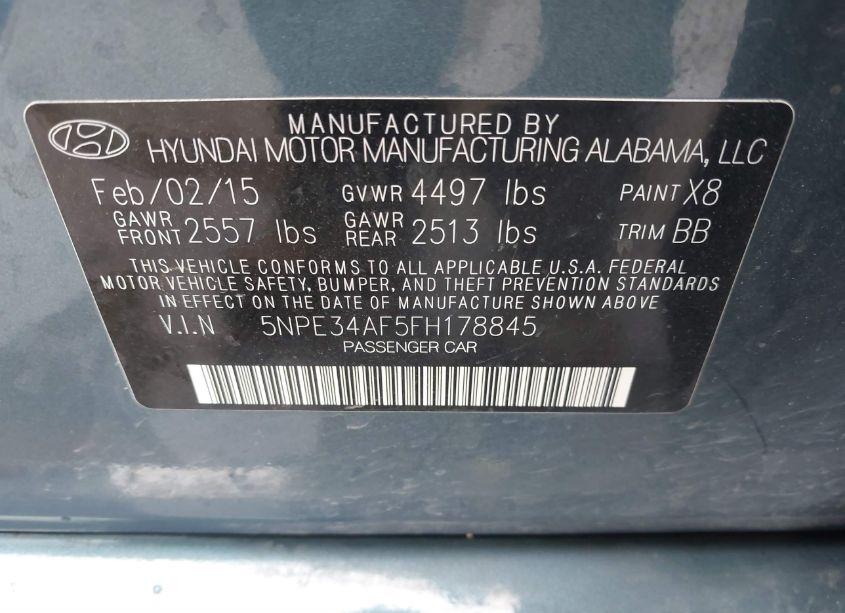 MANUFACTURED BY
HYUNDAI MOTOR MANUFACTURING ALABAMA, LLC
Feb/02/15 GVWR 4497 lbs PAINT X8
GAWR FRONT 2557 lbs GAWR REAR 2513 lbs TRIM BB
THIS VEHICLE CONFORMS TO ALL APPLICABLE U.S.A. FEDERAL
MOTOR VEHICLE SAFETY, BUMPER, AND THEFT PREVENTION STANDARDS
IN EFFECT ON THE DATE OF MANUFACTURE SHOWN ABOVE
V.I.N 5NPE34AF5FH178845
PASSENGER CAR